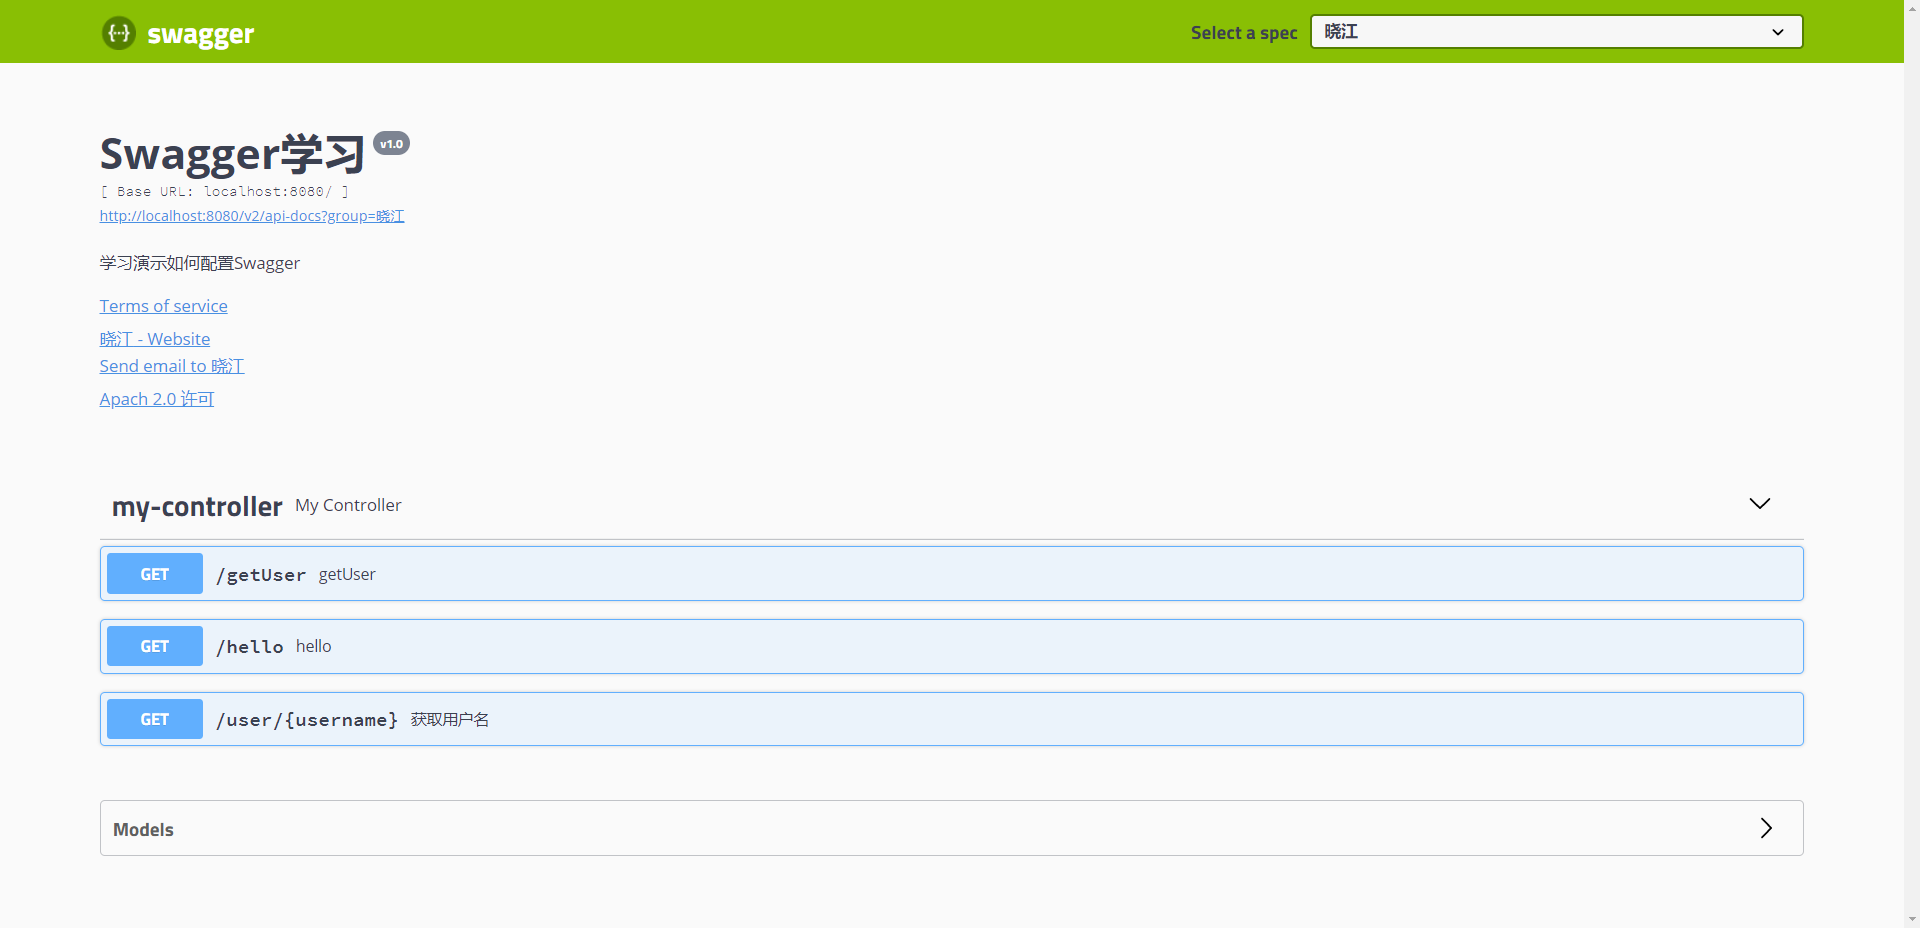 swagger
Select a spec 晓江
Swagger学习 v1.0
[ Base URL: localhost:8080/ ]
http://localhost:8080/v2/api-docs?group=晓江
学习演示如何配置Swagger
Terms of service
晓江 - Website
Send email to 晓江
Apach 2.0 许可
my-controller My Controller
GET /getUser getUser
GET /hello hello
GET /user/{username} 获取用户名
Models